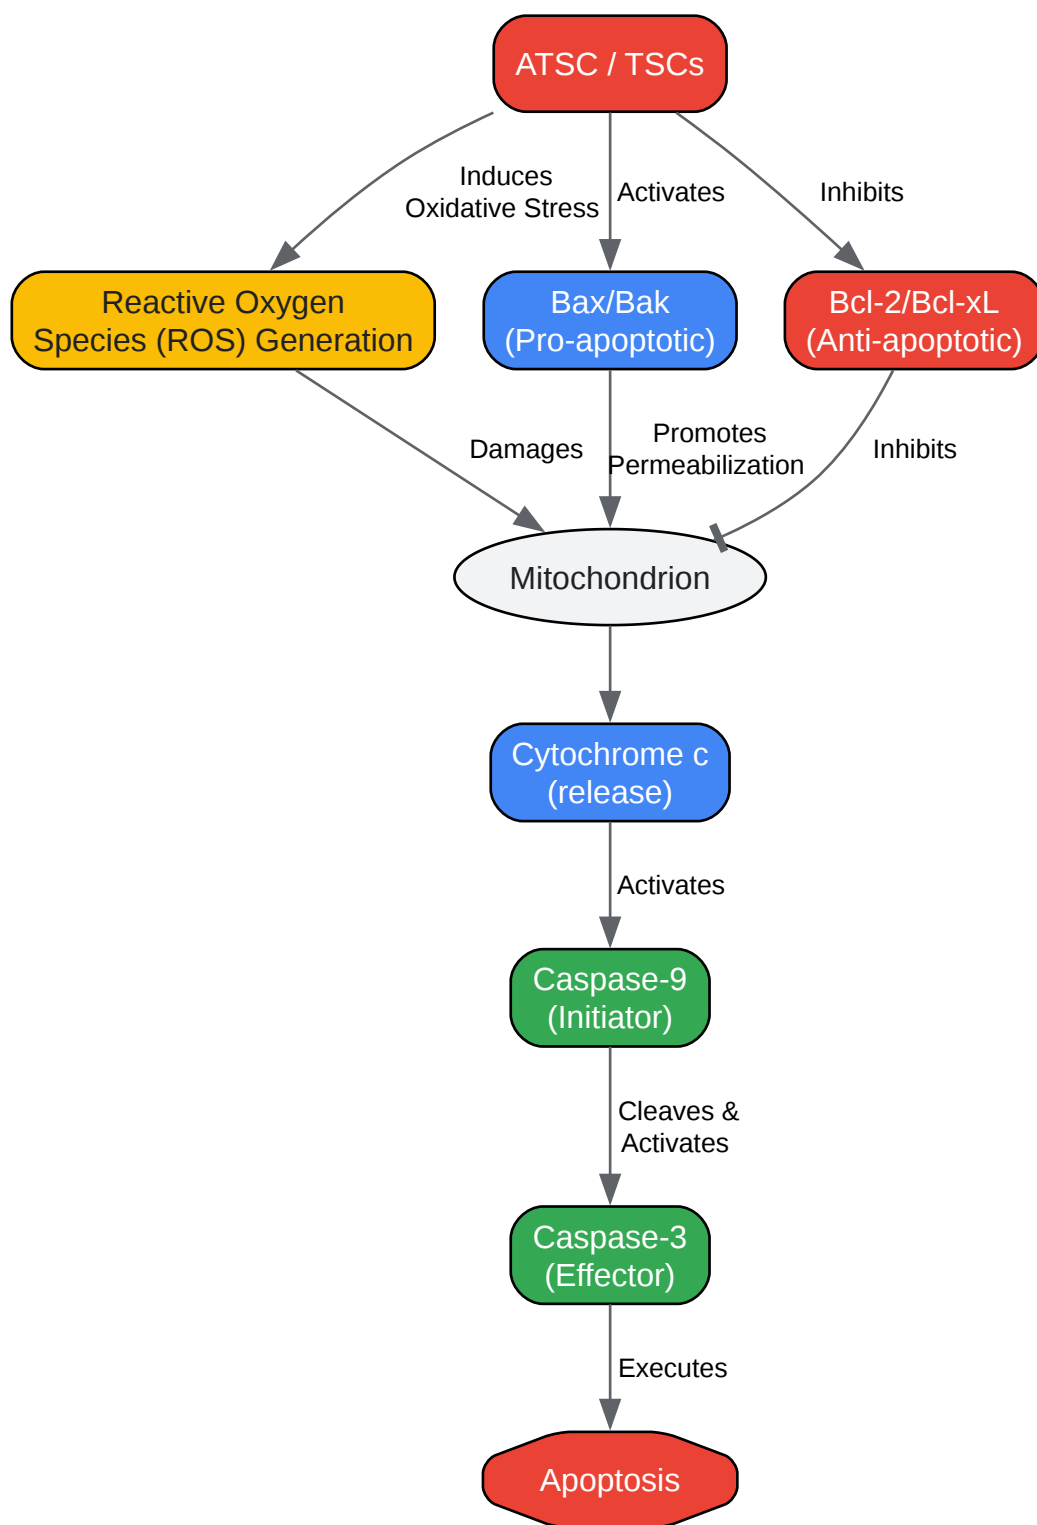 ATSC / TSCs
Induces
Oxidative Stress
Activates
Inhibits
Reactive Oxygen
Species (ROS) Generation
Bax/Bak
(Pro-apoptotic)
Bcl-2/Bcl-xL
(Anti-apoptotic)
Damages
Promotes
Permeabilization
Inhibits
Mitochondrion
Cytochrome c
(release)
Activates
Caspase-9
(Initiator)
Cleaves &
Activates
Caspase-3
(Effector)
Executes
Apoptosis